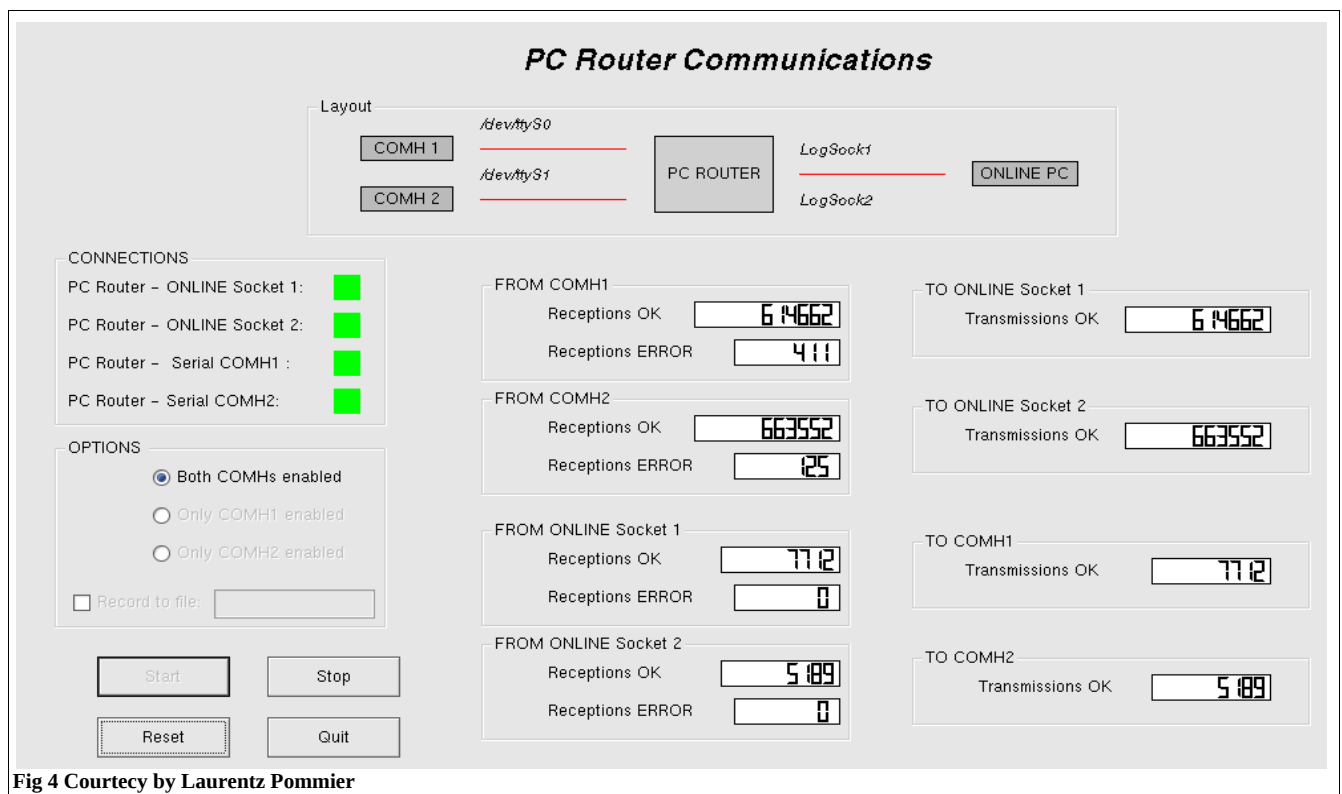 PC Router Communications
Layout
/dev/ttyS0
COMH 1
LogSock1
/dev/ttyS1
PC ROUTER
ONLINE PC
COMH 2
LogSock2
CONNECTIONS
PC Router – ONLINE Socket 1:
PC Router – ONLINE Socket 2:
PC Router – Serial COMH1 :
PC Router – Serial COMH2:
OPTIONS
Both COMHs enabled
Only COMH1 enabled
Only COMH2 enabled
Record to file:
Start
Stop
Reset
Quit
FROM COMH1
Receptions OK 614662
Receptions ERROR 411
FROM COMH2
Receptions OK 663552
Receptions ERROR 125
FROM ONLINE Socket 1
Receptions OK 7712
Receptions ERROR 0
FROM ONLINE Socket 2
Receptions OK 5189
Receptions ERROR 0
TO ONLINE Socket 1
Transmissions OK 614662
TO ONLINE Socket 2
Transmissions OK 663552
TO COMH1
Transmissions OK 7712
TO COMH2
Transmissions OK 5189
Fig 4 Courtecy by Laurentz Pommier